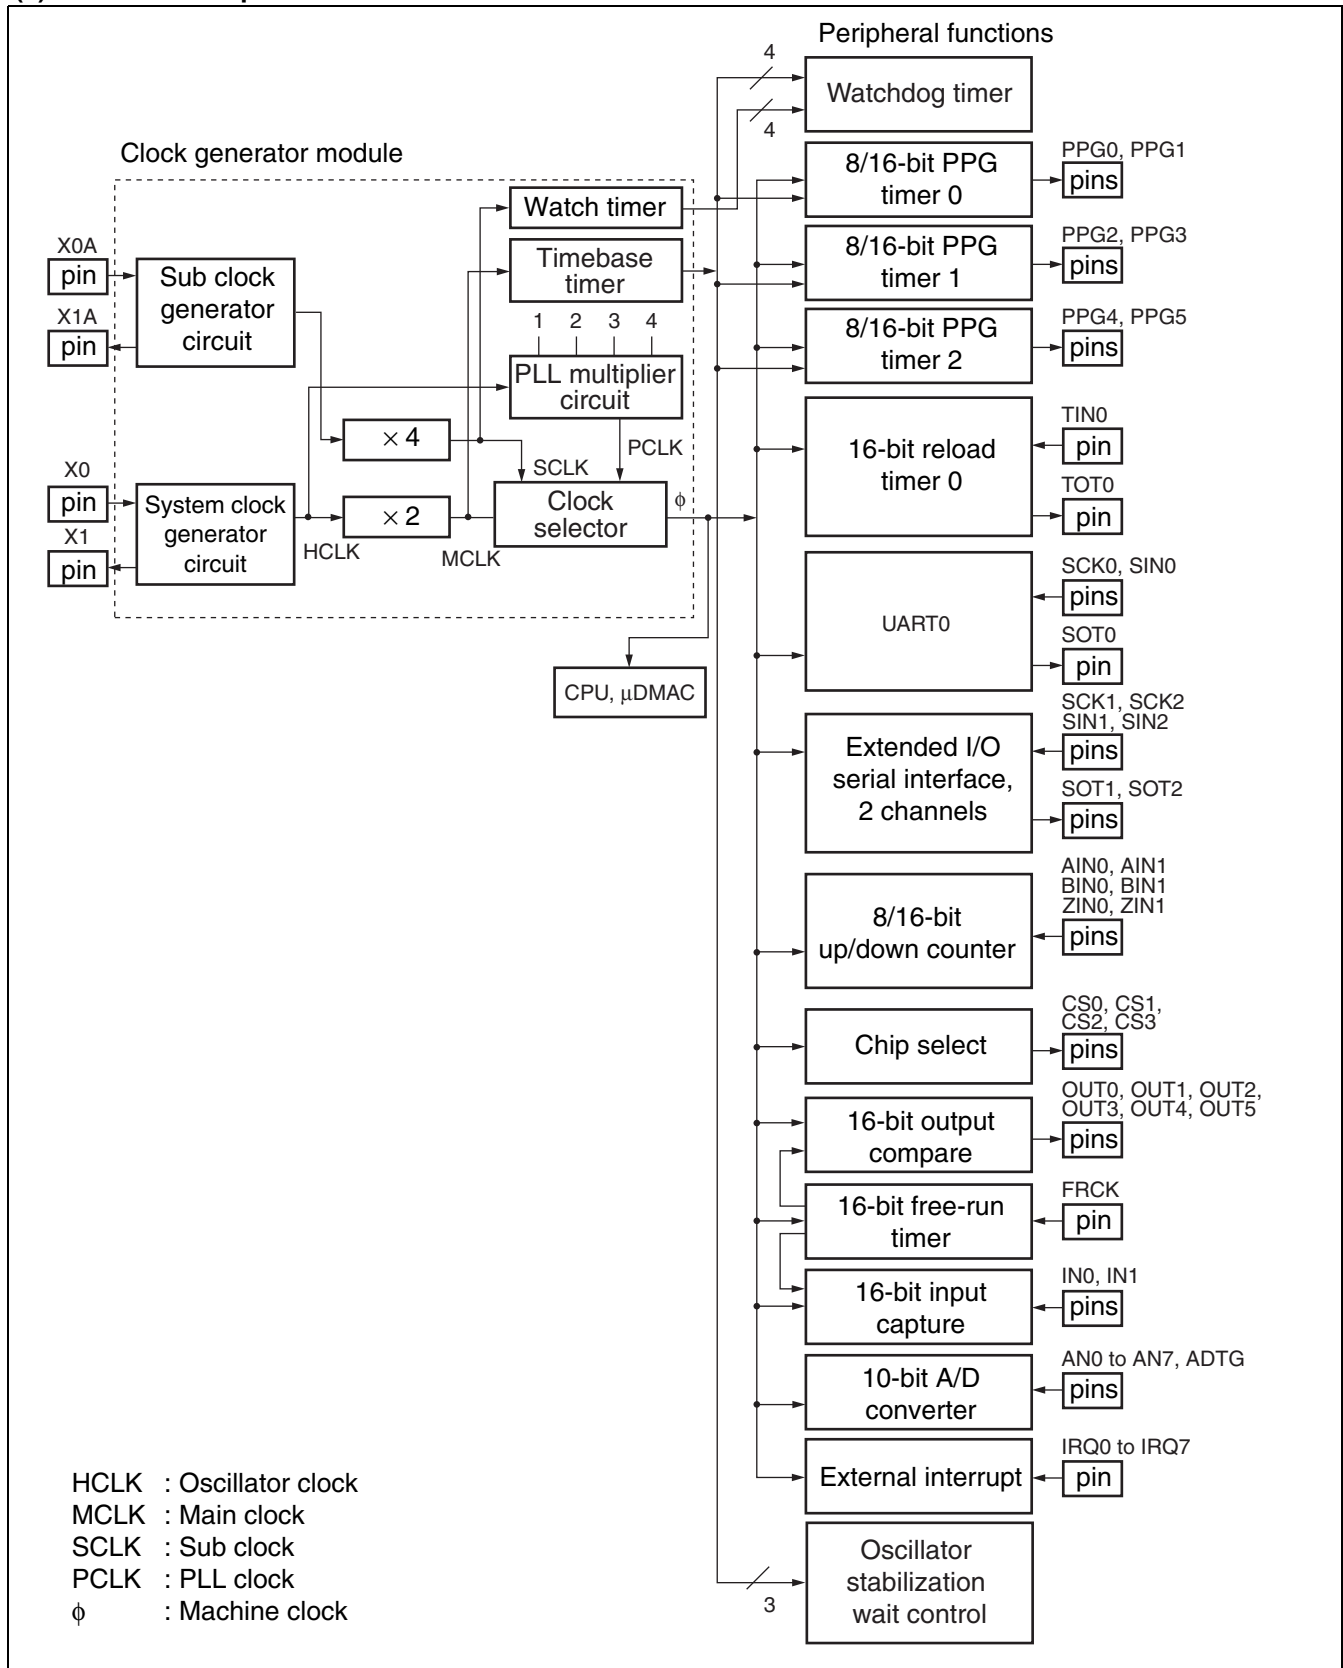 Peripheral functions
4
Watchdog timer
4
Clock generator module
8/16-bit PPG
timer 0
PPG0, PPG1
pins
Watch timer
X0A
pin
Sub clock
generator
circuit
X1A
pin
Timebase
timer
8/16-bit PPG
timer 1
PPG2, PPG3
pins
1 2 3 4
PLL multiplier
circuit
8/16-bit PPG
timer 2
PPG4, PPG5
pins
× 4
SCLK
PCLK
16-bit reload
timer 0
TIN0
pin
TOT0
pin
X0
pin
X1
pin
System clock
generator
circuit
HCLK
× 2
MCLK
Clock
selector
ϕ
CPU, μDMAC
UART0
SCK0, SIN0
pins
SOT0
pin
Extended I/O
serial interface,
2 channels
SCK1, SCK2
SIN1, SIN2
pins
SOT1, SOT2
pins
8/16-bit
up/down counter
AIN0, AIN1
BIN0, BIN1
ZIN0, ZIN1
pins
Chip select
CS0, CS1,
CS2, CS3
pins
16-bit output
compare
OUT0, OUT1, OUT2,
OUT3, OUT4, OUT5
pins
16-bit free-run
timer
FRCK
pin
16-bit input
capture
IN0, IN1
pins
10-bit A/D
converter
AN0 to AN7, ADTG
pins
External interrupt
IRQ0 to IRQ7
pin
Oscillator
stabilization
wait control
3
HCLK : Oscillator clock
MCLK : Main clock
SCLK : Sub clock
PCLK : PLL clock
ϕ : Machine clock